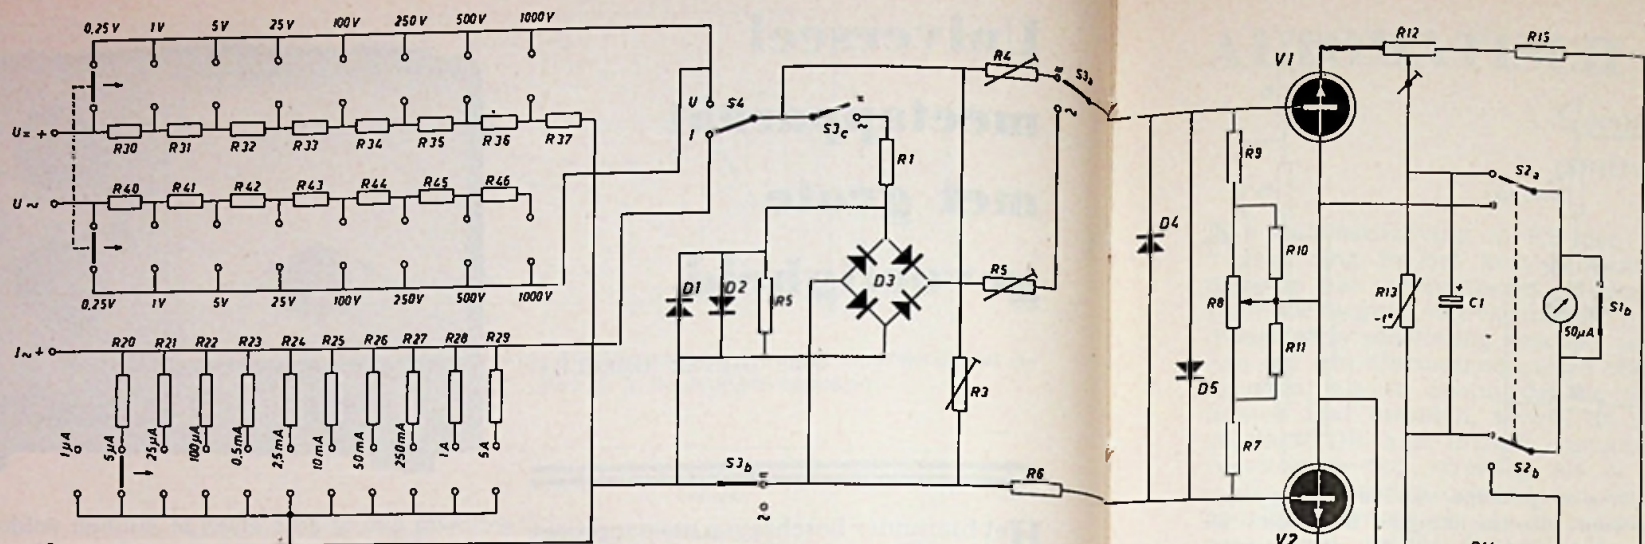 0,25V 1V 5V 25V 100V 250V 500V 1000V
U= +
R30 R31 R32 R33 R34 R35 R36 R37
R40 R41 R42 R43 R44 R45 R46
U ~
0,25V 1V 5V 25V 100V 250V 500V 1000V
I ~ +
R20 R21 R22 R23 R24 R25 R26 R27 R28 R29
1µA 5µA 25µA 100µA 0,5mA 2,5mA 10mA 50mA 250mA 1A 5A
U S4
I
S3c
= ~
R1
R4
= S3a
~
D1 D2 R5 D3
R5
R3
S3b
=
~
R6
V1
R12 R15
R9
D4
R10
R8
R11
D5
R7
V2
S2a
R13
-t°
+
C1
50µA
S1b
S2b